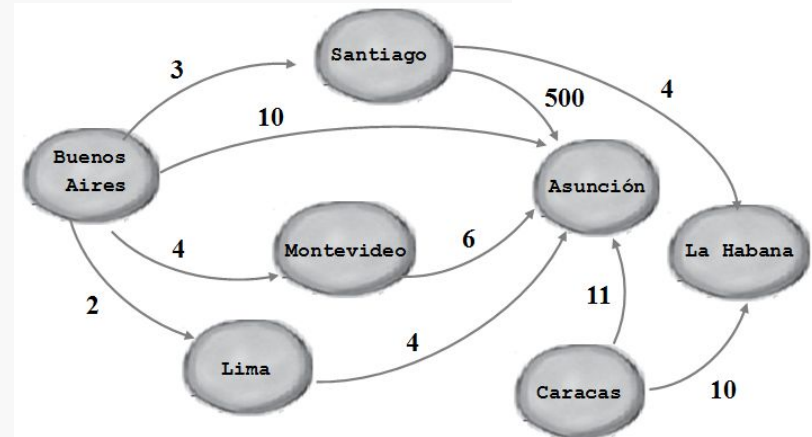 Santiago
3
500
4
10
Buenos
Aires
Asunción
Montevideo
6
La Habana
4
2
11
4
Lima
Caracas
10